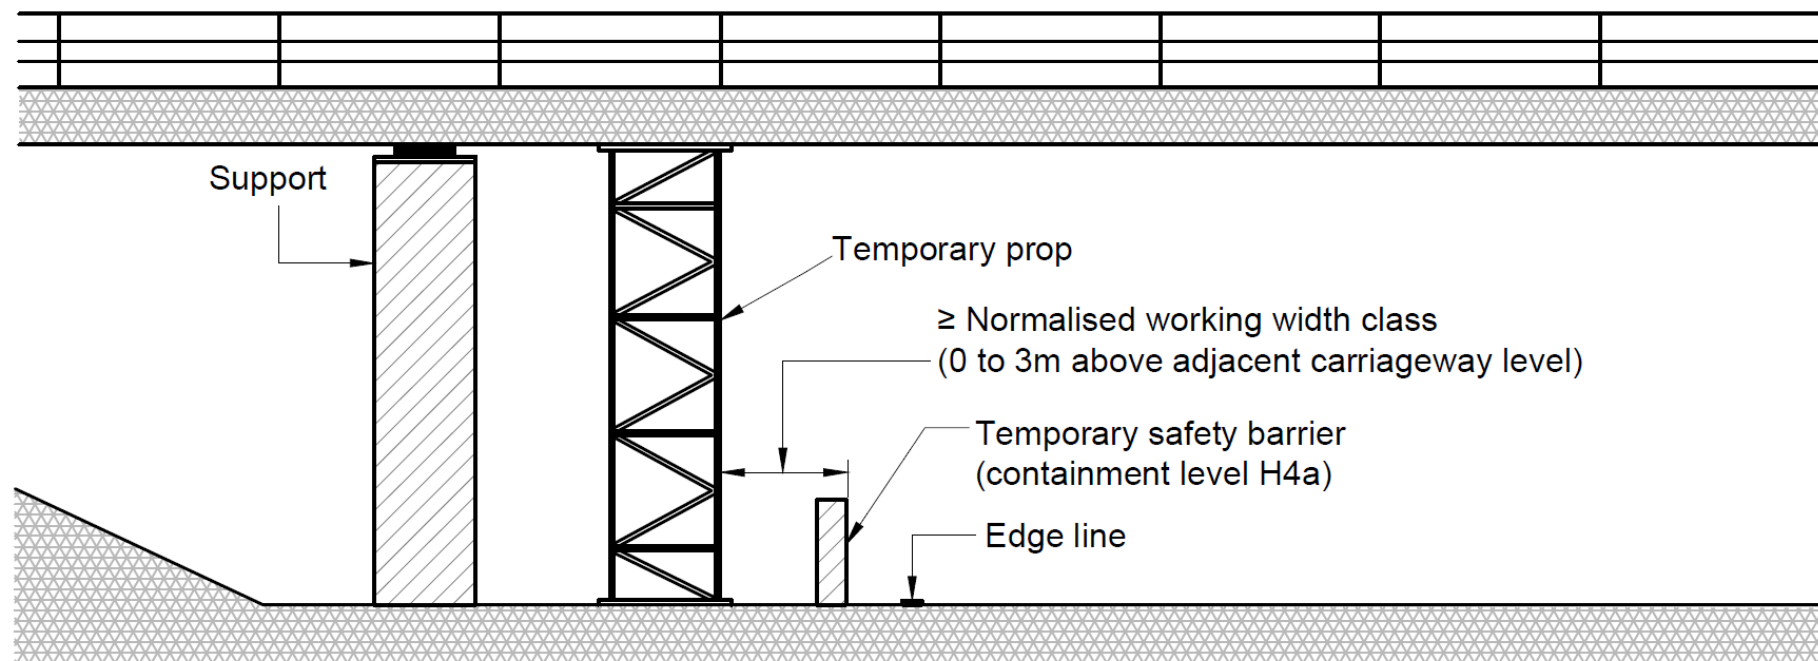 Support
Temporary prop
≥ Normalised working width class
(0 to 3m above adjacent carriageway level)
Temporary safety barrier
(containment level H4a)
Edge line